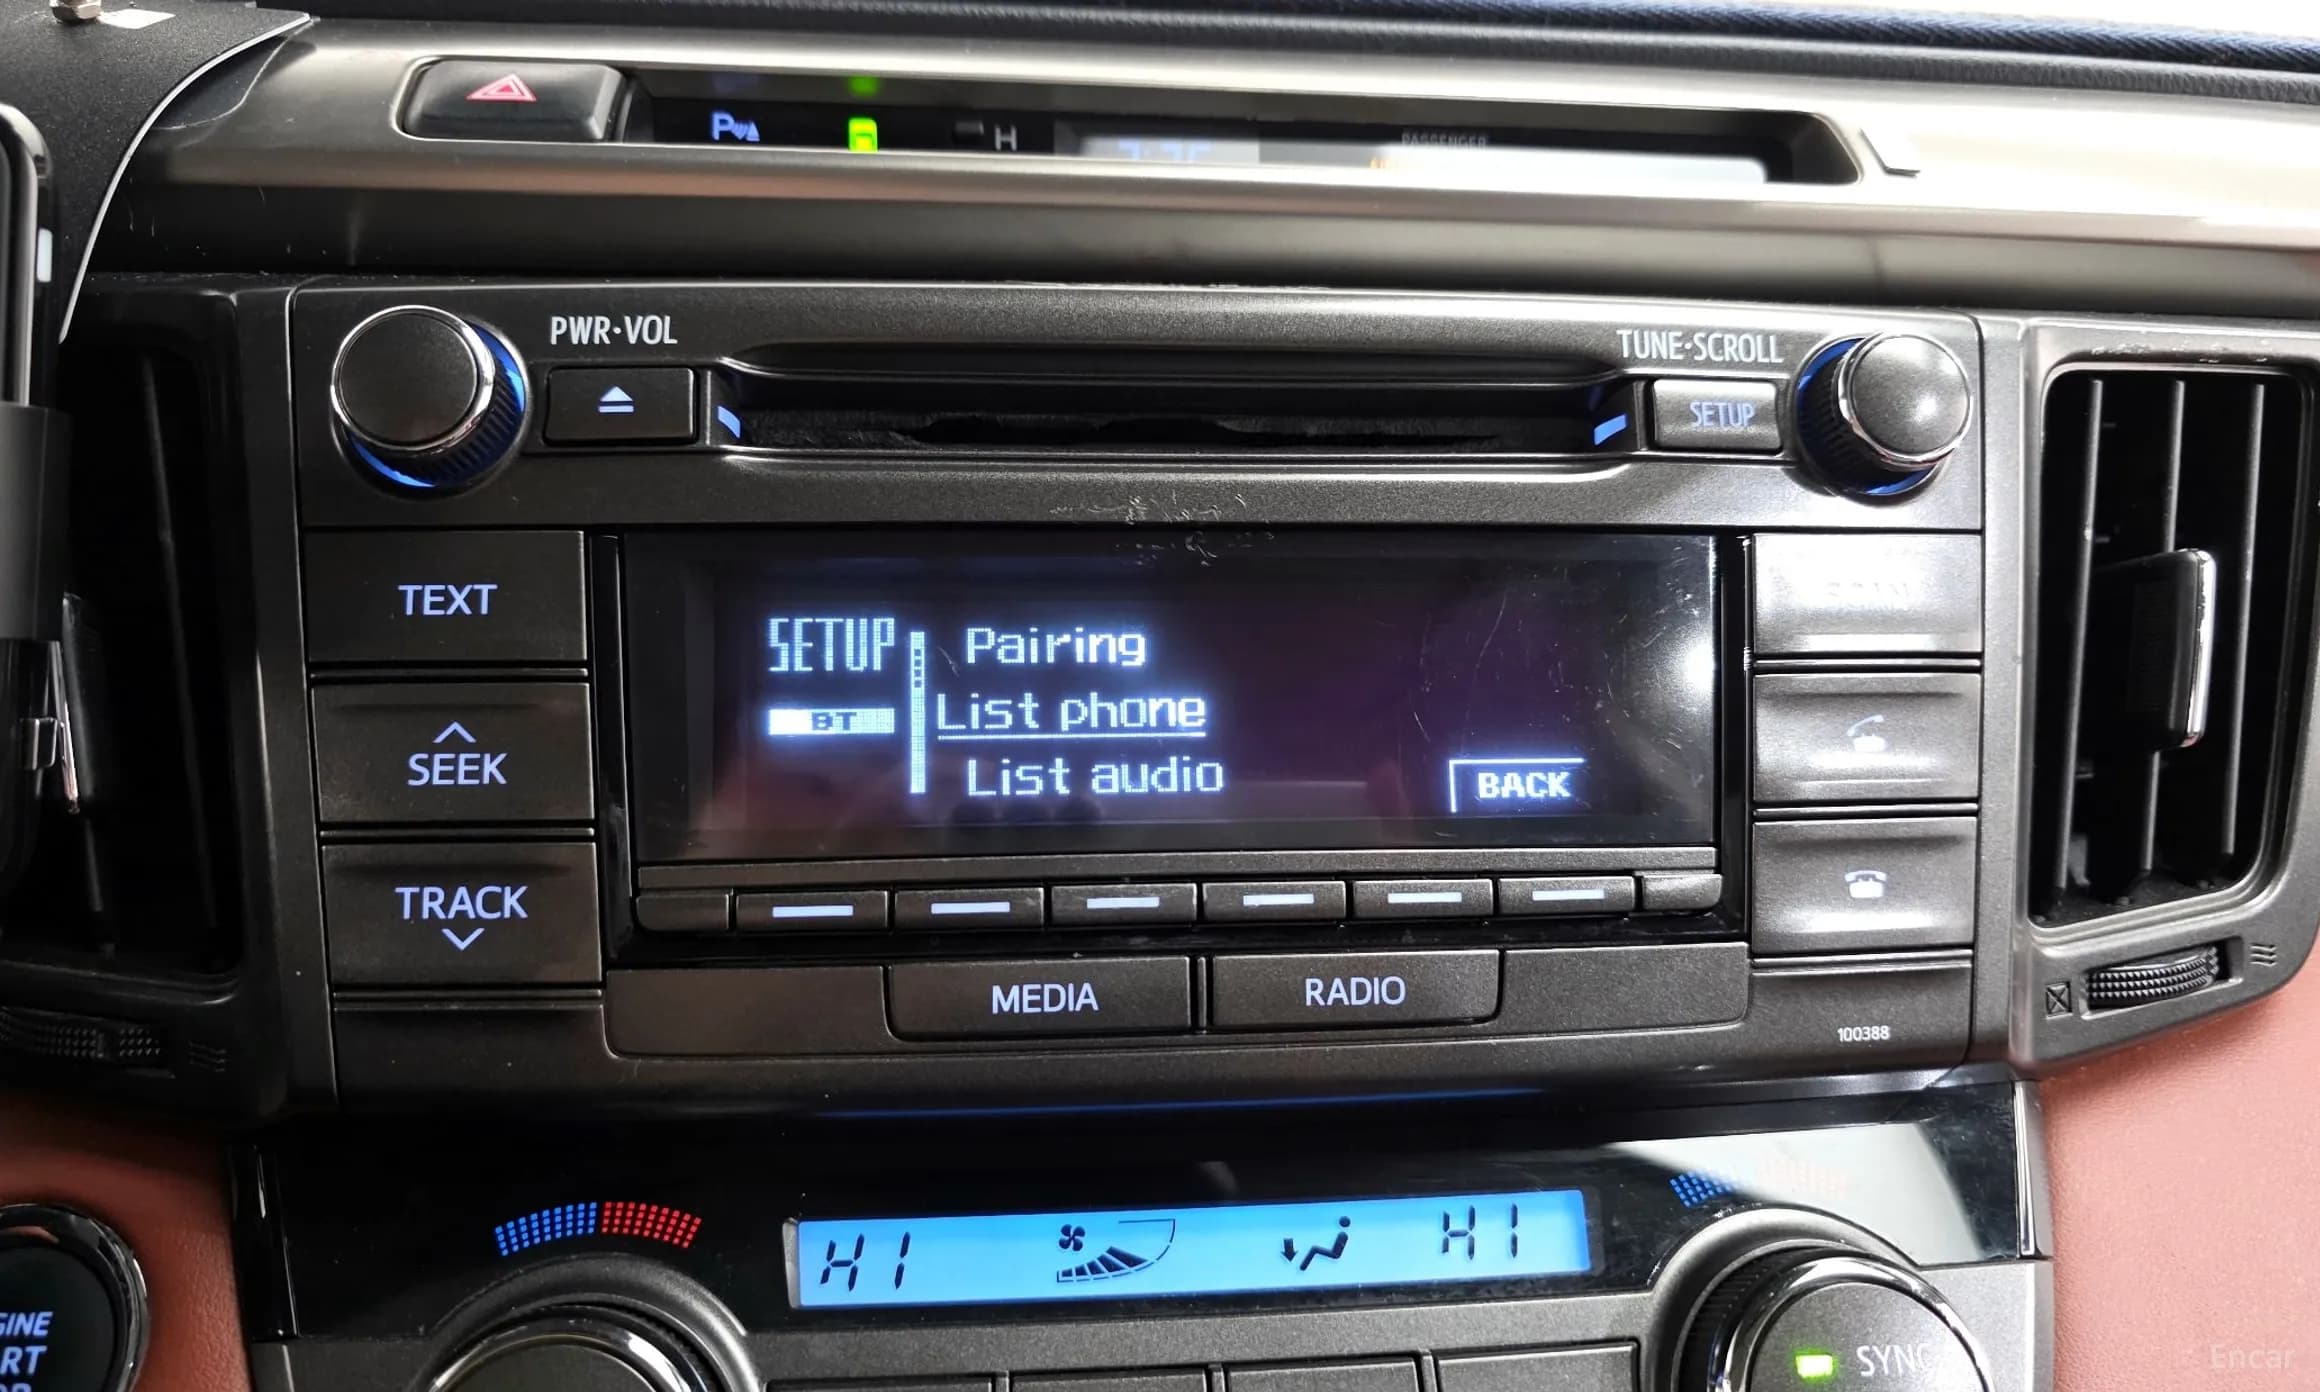 P
H
PASSENGER
PWR·VOL
TUNE·SCROLL
SETUP
TEXT
SEEK
TRACK
SETUP
BT
Pairing
List phone
List audio
BACK
MEDIA
RADIO
100388
HI
HI
SYNC
Encar